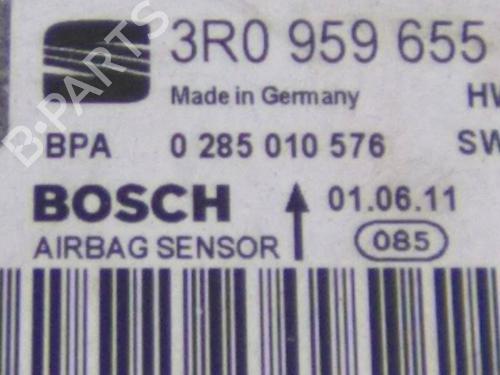 3R0 959 655
Made in Germany
HW
BPA 0 285 010 576 SW
BOSCH 01.06.11
AIRBAG SENSOR 085
B-PARTS